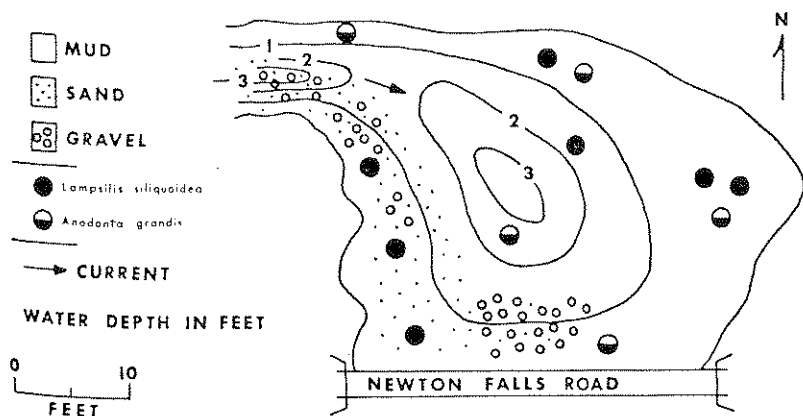 MUD
SAND
GRAVEL
Lampsilis siliquoidea
Anodonta grandis
CURRENT
WATER DEPTH IN FEET
0 10
FEET
1
2
3
2
3
N
NEWTON FALLS ROAD